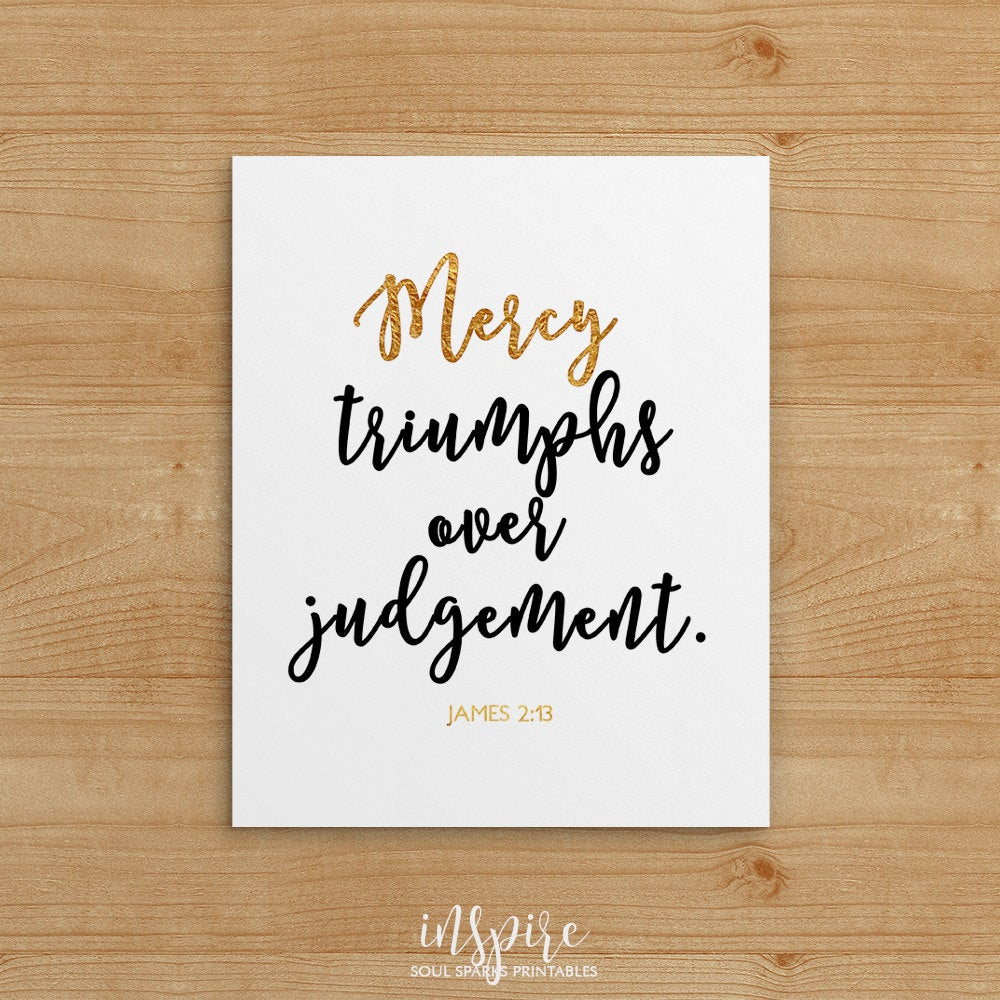 Mercy
triumphs
over
judgement.
JAMES 2:13
inspire
SOUL SPARKS PRINTABLES